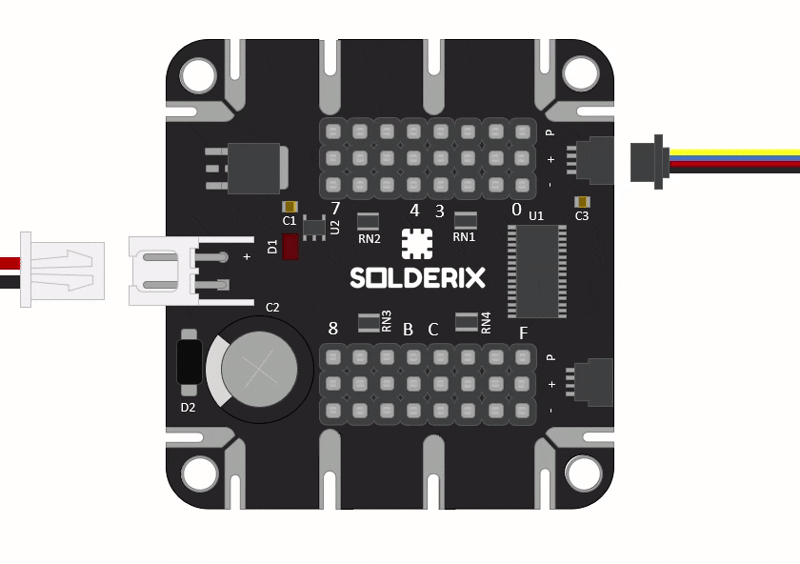 P
+
-
7
4
3
0
C1
U2
RN2
RN1
U1
C3
D1
+
SOLDERIX
C2
8
RN3
B
C
RN4
F
P
+
-
D2